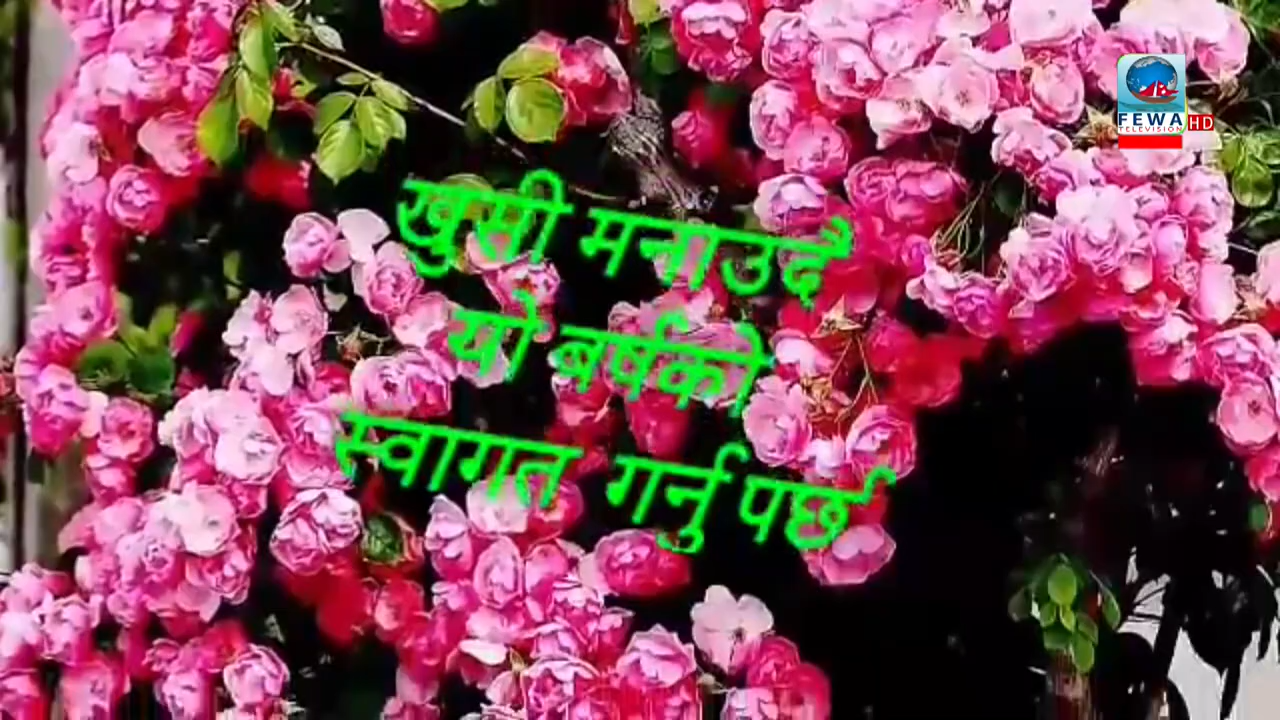 खुसी मनाउदै
यो बर्षको
स्वागत गर्नु पर्छ
FEWA
TELEVISION HD